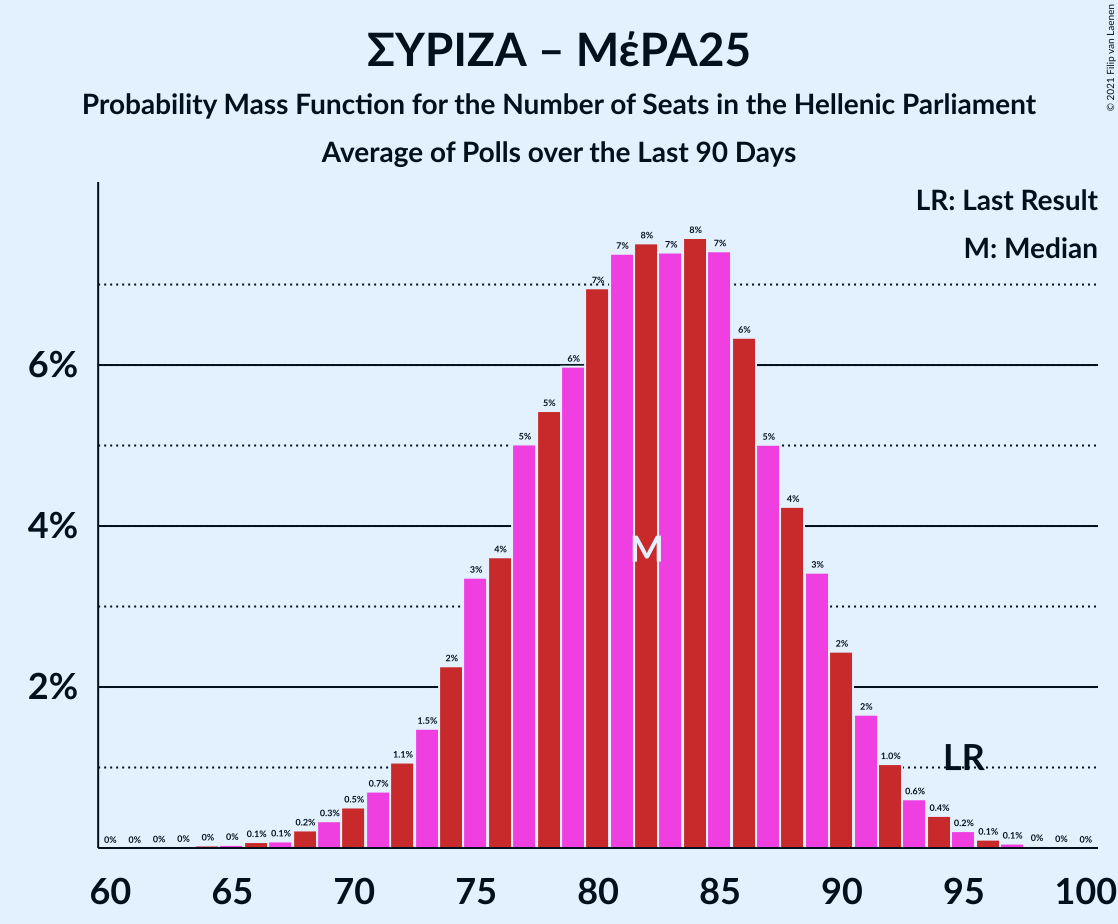 ΣΥΡΙΖΑ – ΜέΡΑ25
Probability Mass Function for the Number of Seats in the Hellenic Parliament
Average of Polls over the Last 90 Days
© 2021 Filip van Laenen
LR: Last Result
M: Median
6%
4%
2%
0% 0% 0% 0% 0% 0% 0.1% 0.1% 0.2% 0.3% 0.5% 0.7% 1.1% 1.5% 2% 3% 4% 5% 5% 6% 7% 7% 8% 7% 8% 7% 6% 5% 4% 3% 2% 2% 1.0% 0.6% 0.4% 0.2% 0.1% 0.1% 0% 0% 0%
M
LR
60 65 70 75 80 85 90 95 100